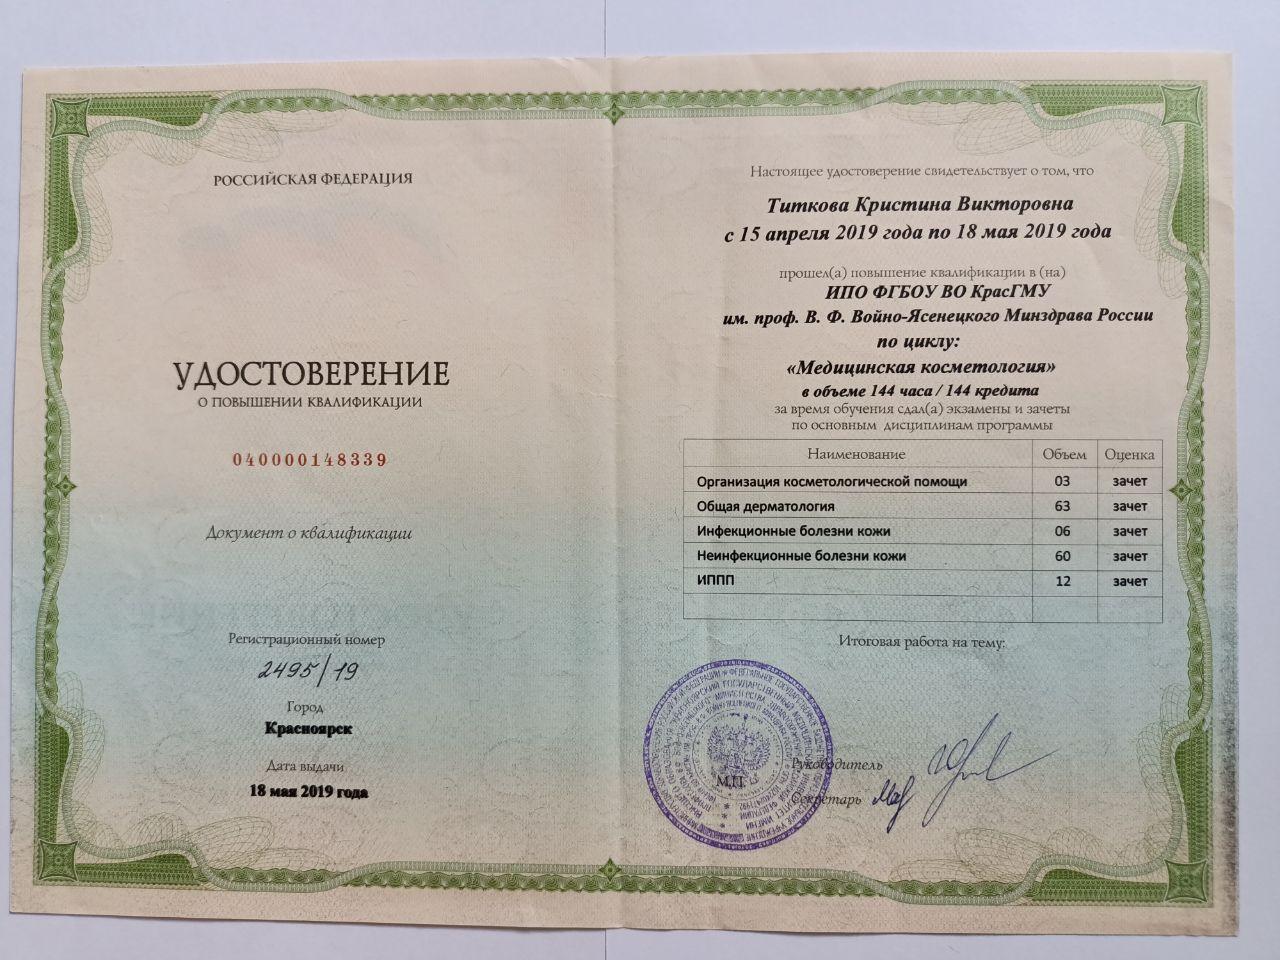 РОССИЙСКАЯ ФЕДЕРАЦИЯ
УДОСТОВЕРЕНИЕ
О ПОВЫШЕНИИ КВАЛИФИКАЦИИ
040000148339
Документ о квалификации
Регистрационный номер
2495/19
Город
Красноярск
Дата выдачи
18 мая 2019 года
Настоящее удостоверение свидетельствует о том, что
Титкова Кристина Викторовна
с 15 апреля 2019 года по 18 мая 2019 года
прошел(а) повышение квалификации в (на)
ИПО ФГБОУ ВО КрасГМУ
им. проф. В. Ф. Войно-Ясенецкого Минздрава России
по циклу:
«Медицинская косметология»
в объеме 144 часа / 144 кредита
за время обучения сдал(а) экзамены и зачеты
по основным дисциплинам программы
Наименование Объем Оценка
Организация косметологической помощи 03 зачет
Общая дерматология 63 зачет
Инфекционные болезни кожи 06 зачет
Неинфекционные болезни кожи 60 зачет
ИППП 12 зачет
Итоговая работа на тему:
М.П.
Руководитель
Секретарь